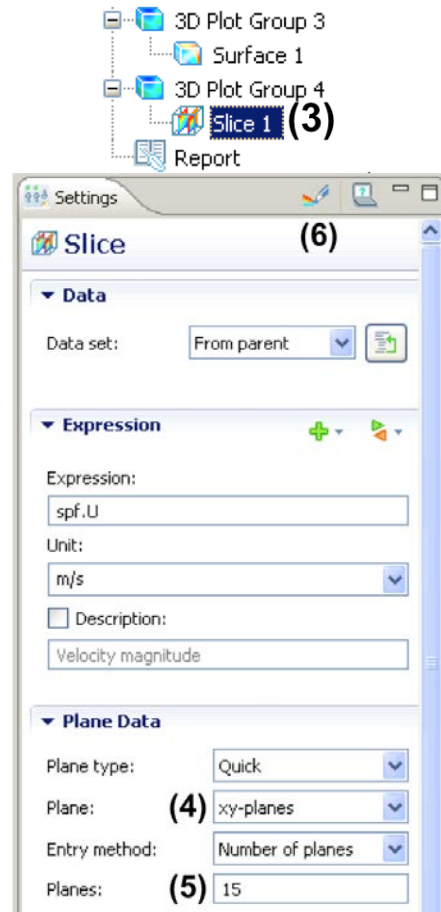 3D Plot Group 3
Surface 1
3D Plot Group 4
Slice 1 (3)
Report
Settings
(6)
Slice
Data
Data set: From parent
Expression
Expression:
spf.U
Unit:
m/s
Description:
Velocity magnitude
Plane Data
Plane type: Quick
Plane: (4) xy-planes
Entry method: Number of planes
Planes: (5) 15